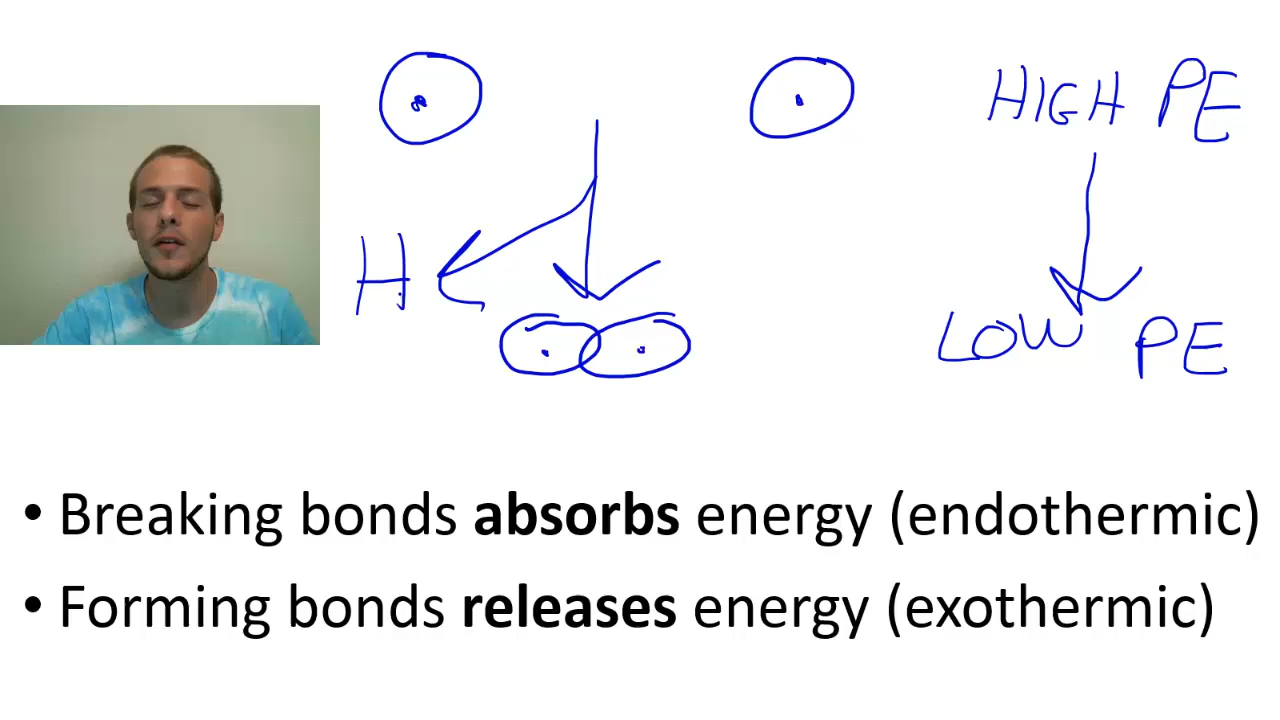 HIGH PE
H
LOW PE
• Breaking bonds absorbs energy (endothermic)
• Forming bonds releases energy (exothermic)